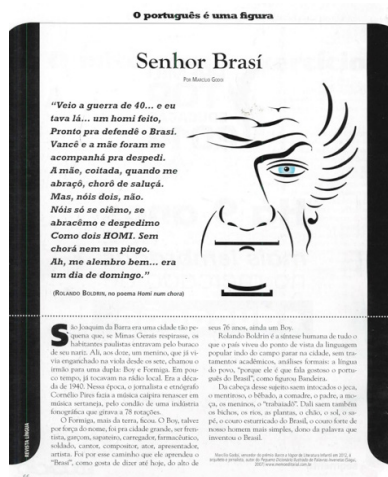 O português é uma figura
Senhor Brasí
POR MARCÍLIO GODOI
"Veio a guerra de 40... e eu
tava lá... um homi feito,
Pronto pra defendê o Brasi.
Vancê e a mãe foram me
acompanhá pra despedi.
A mãe, coitada, quando me
abraçô, chorô de saluçá.
Mas, nóis dois, não.
Nóis só se oiêmo, se
abracêmo e despedimo
Como dois HOMI. Sem
chorá nem um pingo.
Ah, me alembro bem... era
um dia de domingo."
(ROLANDO BOLDRIN, no poema Homi num chora)
São Joaquim da Barra era uma cidade tão pe-
quena que, se Minas Gerais respirasse, os
habitantes paulistas entravam pelo buraco
de seu nariz. Ali, aos doze, um menino, que já vi-
via enganchado na viola desde os sete, chamou o
irmão para uma dupla: Boy e Formiga. Em pou-
co tempo, já tocavam na rádio local. Era a déca-
da de 1940. Nessa época, o jornalista e etnógrafo
Cornélio Pires fazia a música caipira renascer em
música sertaneja, pelo condão de uma indústria
fonográfica que girava a 78 rotações.
O Formiga, mais da terra, ficou. O Boy, talvez
por força do nome, foi pra cidade grande, ser fren-
tista, garçom, sapateiro, carregador, farmacêutico,
soldado, cantor, compositor, ator, apresentador,
artista. Foi por esse caminho que ele aprendeu o
"Brasi", como gosta de dizer até hoje, do alto de
seus 76 anos, ainda um Boy.
Rolando Boldrin é a síntese humana de tudo o
que o país viveu do ponto de vista da linguagem
popular indo do campo parar na cidade, sem tra-
tamentos acadêmicos, análises formais: a língua
do povo, "porque ele é que fala gostoso o portu-
guês do Brasil", como figurou Bandeira.
Da cabeça desse sujeito saem intocados o jeca,
o mentiroso, o bêbado, a comadre, o padre, a mo-
ça, os meninos, o "trabaiadô". Dali saem também
os bichos, os rios, as plantas, o chão, o sol, o sa-
pé, o couro esturricado do Brasil, o couro forte de
nosso homem mais simples, dono da palavra que
inventou o Brasil.
REVISTA LÍNGUA